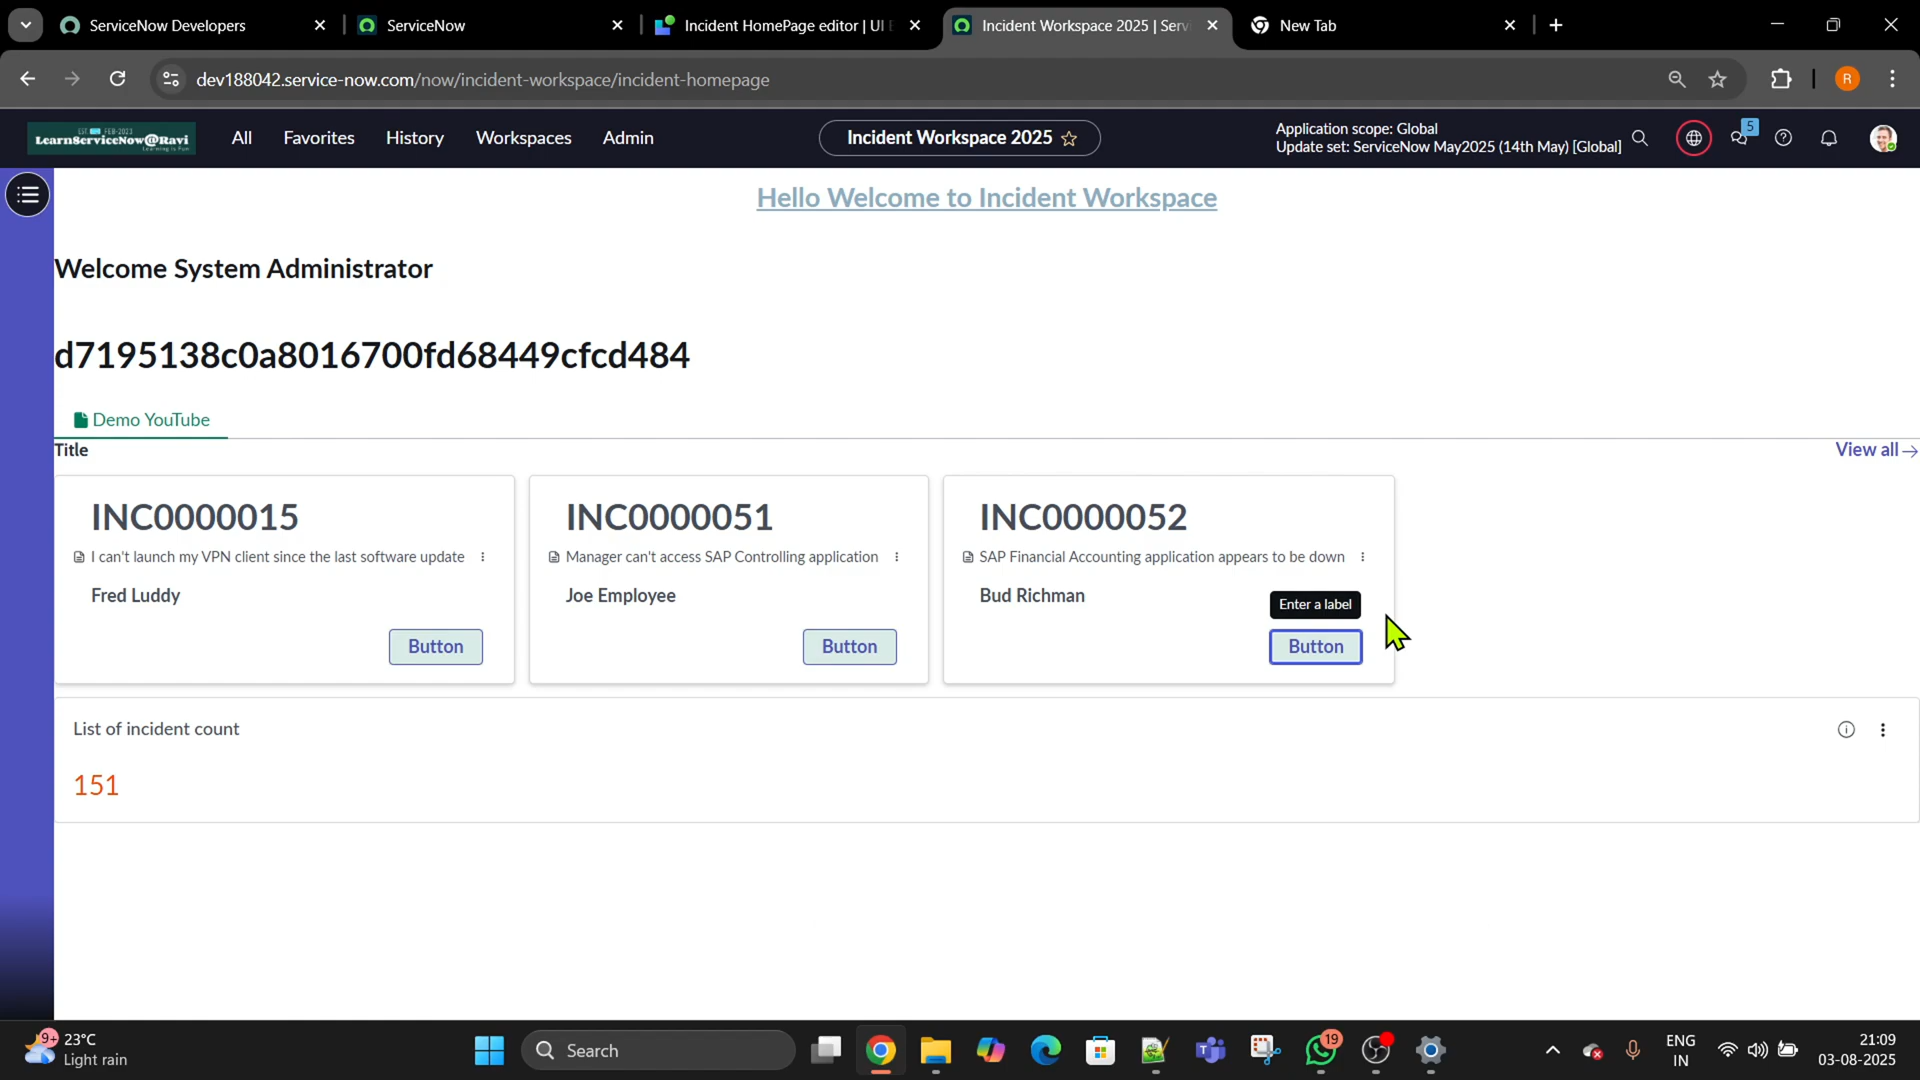 ServiceNow Developers
ServiceNow
Incident HomePage editor | UI
Incident Workspace 2025 | Serv
New Tab
dev188042.service-now.com/now/incident-workspace/incident-homepage
R
LearnServiceNow@Ravi
All
Favorites
History
Workspaces
Admin
Incident Workspace 2025
Application scope: Global
Update set: ServiceNow May2025 (14th May) [Global]
5
Hello Welcome to Incident Workspace
Welcome System Administrator
d7195138c0a8016700fd68449cfcd484
Demo YouTube
Title
View all
INC0000015
I can't launch my VPN client since the last software update
Fred Luddy
Button
INC0000051
Manager can't access SAP Controlling application
Joe Employee
Button
INC0000052
SAP Financial Accounting application appears to be down
Bud Richman
Enter a label
Button
List of incident count
151
9+
23°C
Light rain
Search
19
ENG
IN
21:09
03-08-2025